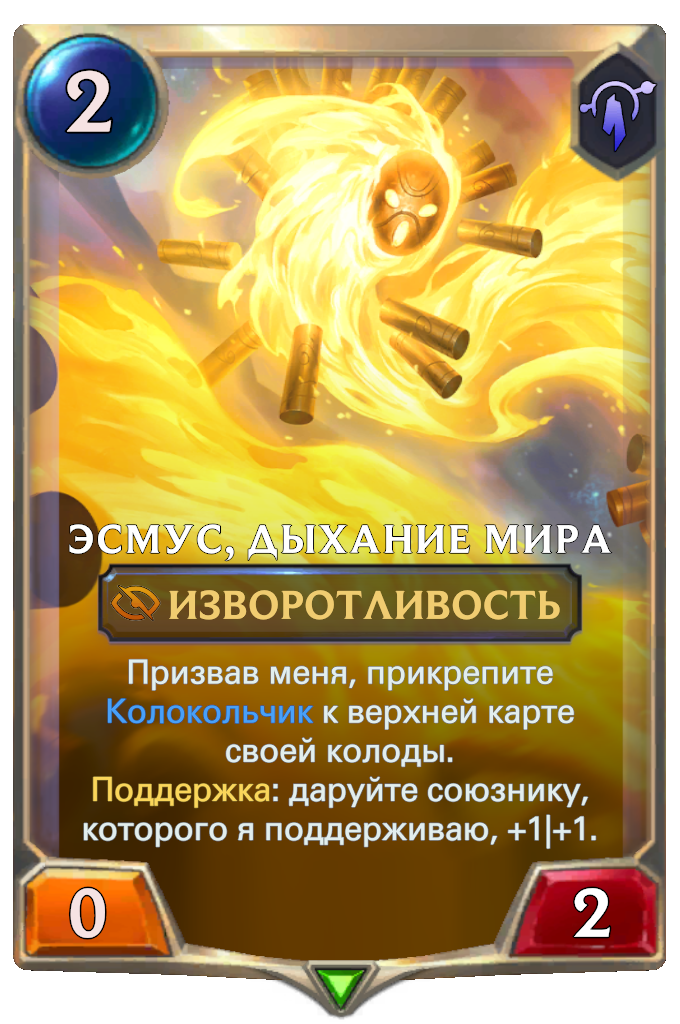 2
ЭСМУС, ДЫХАНИЕ МИРА
ИЗВОРОТЛИВОСТЬ
Призвав меня, прикрепите
Колокольчик к верхней карте
своей колоды.
Поддержка: даруйте союзнику,
которого я поддерживаю, +1|+1.
0
2